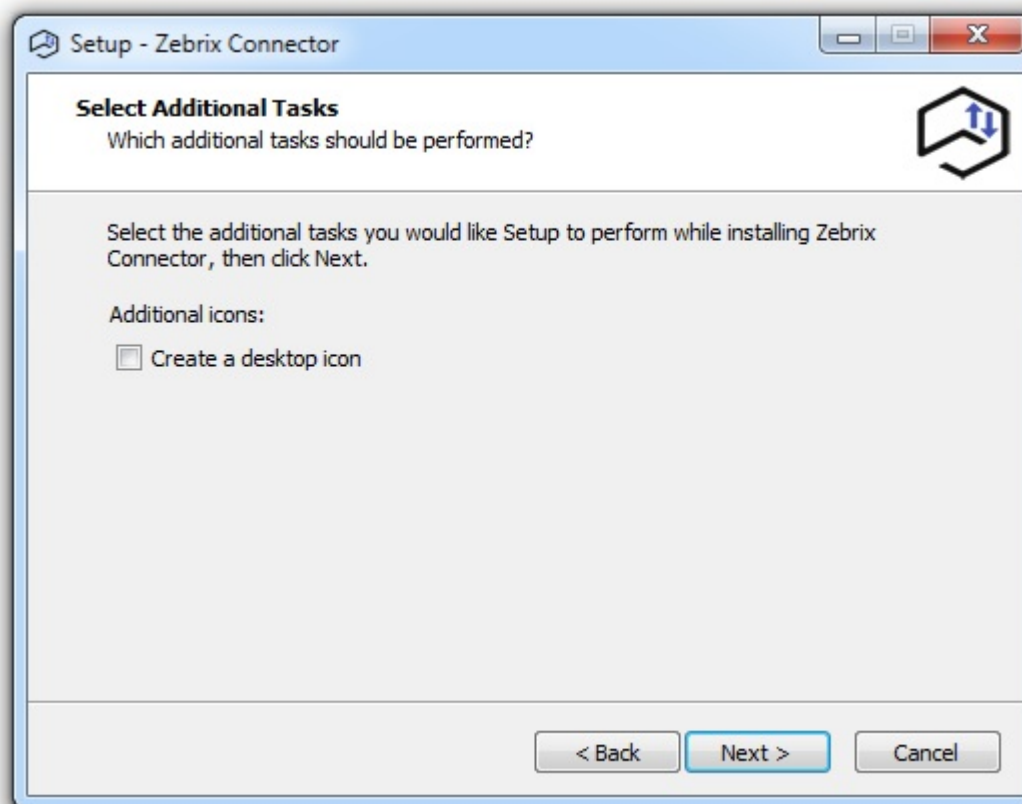 Setup - Zebrix Connector
Select Additional Tasks
Which additional tasks should be performed?
Select the additional tasks you would like Setup to perform while installing Zebrix
Connector, then click Next.
Additional icons:
Create a desktop icon
< Back
Next >
Cancel